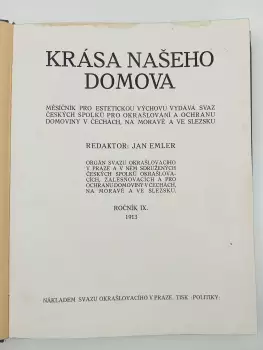 KRÁSA NAŠEHO
DOMOVA
MĚSÍČNÍK PRO ESTETICKOU VÝCHOVU VYDÁVÁ SVAZ
ČESKÝCH SPOLKŮ PRO OKRAŠLOVÁNÍ A OCHRANU
DOMOVINY V ČECHÁCH, NA MORAVĚ A VE SLEZSKU
REDAKTOR: JAN EMLER
ORGÁN SVAZU OKRAŠLOVACÍHO
V PRAZE A V NĚM SDRUŽENÝCH
ČESKÝCH SPOLKŮ OKRAŠLOVA-
CÍCH, ZALESŇOVACÍCH A PRO
OCHRANU DOMOVINY V ČECHÁCH,
NA MORAVĚ A VE SLEZSKU.
ROČNÍK IX.
1913
NÁKLADEM SVAZU OKRAŠLOVACÍHO V PRAZE. TISK „POLITIKY“.